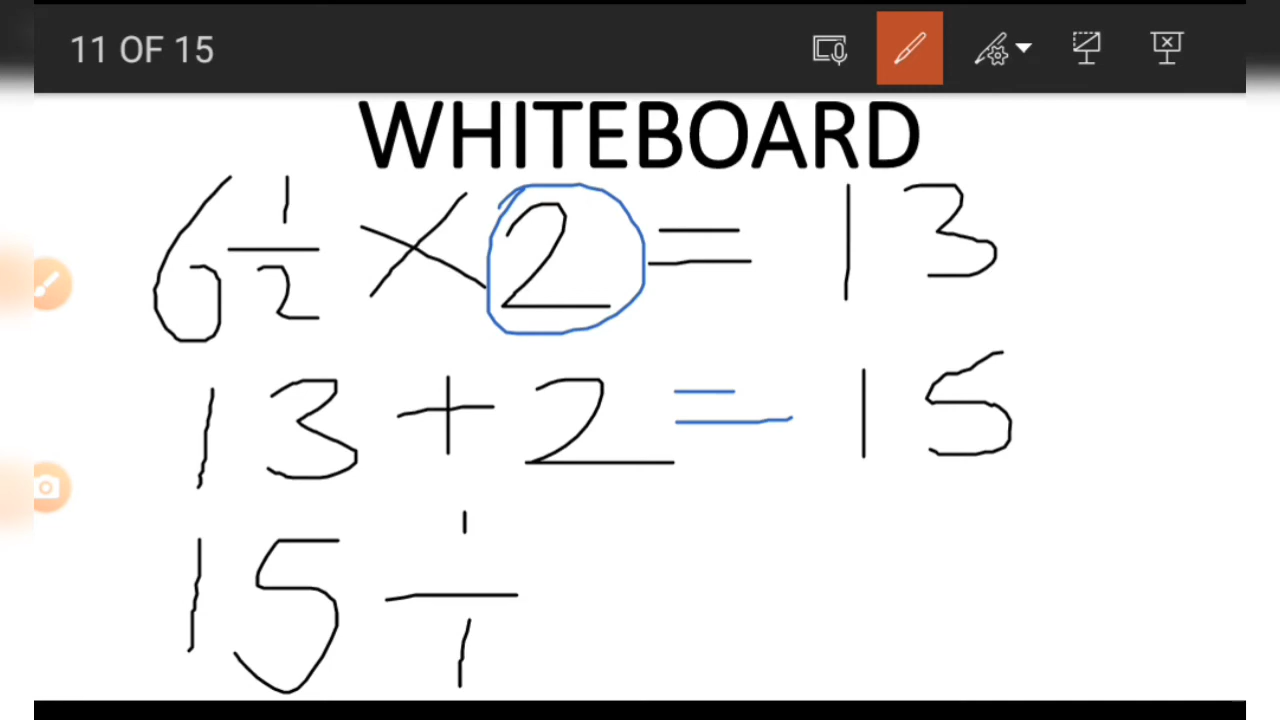 11 OF 15
WHITEBOARD
6 1/2 × 2 = 13
13 + 2 = 15
15 1/1